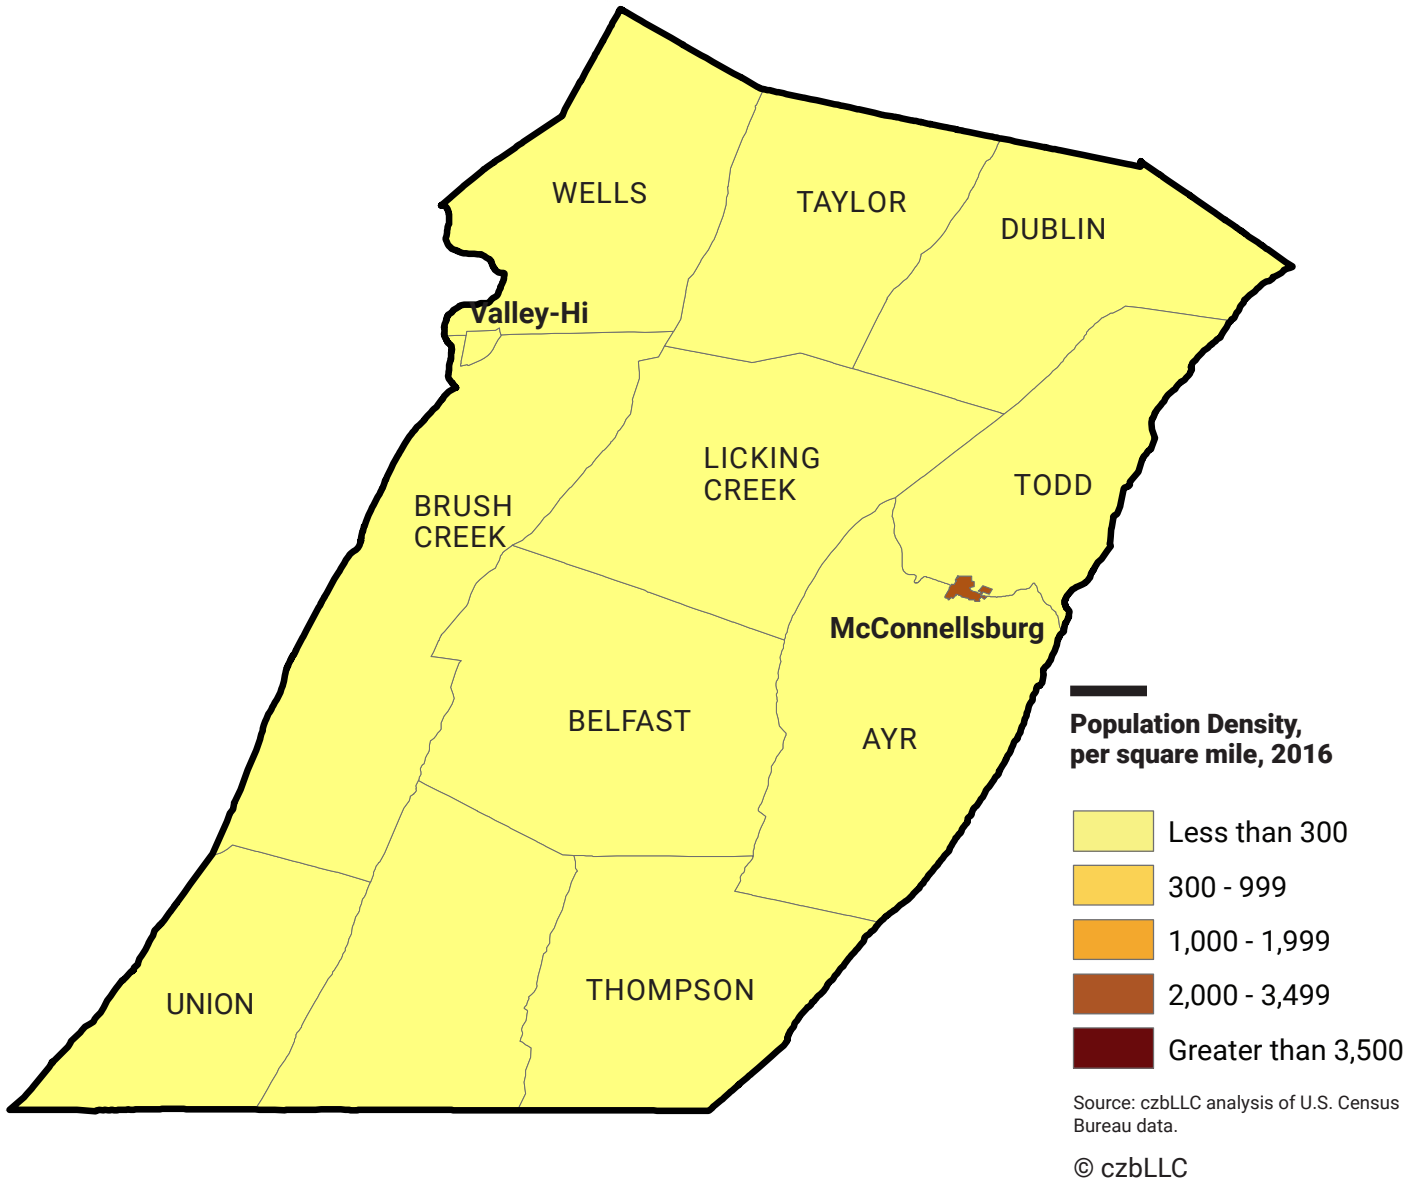 WELLS
TAYLOR
DUBLIN
Valley-Hi
LICKING
CREEK
TODD
BRUSH
CREEK
McConnellsburg
BELFAST
AYR
UNION
THOMPSON
Population Density,
per square mile, 2016
Less than 300
300 - 999
1,000 - 1,999
2,000 - 3,499
Greater than 3,500
Source: czbLLC analysis of U.S. Census
Bureau data.
© czbLLC